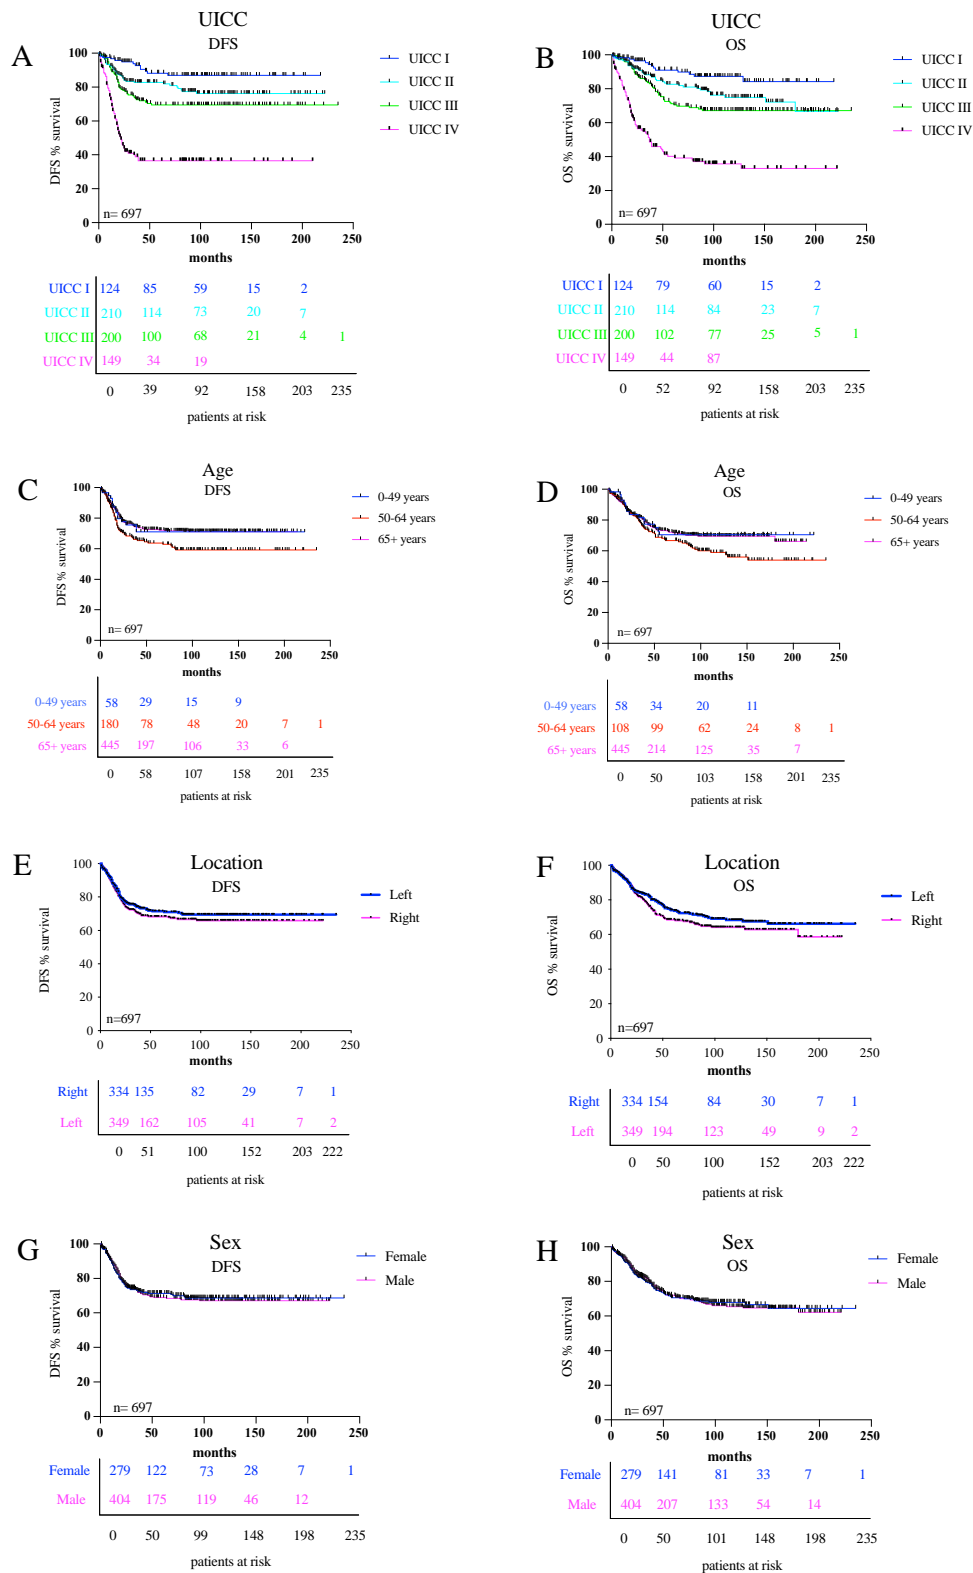 UICC
A
DFS
UICC I
UICC II
UICC III
UICC IV
DFS % survival
100
80
60
40
20
0
n= 697
0 50 100 150 200 250
months
UICC I 124 85 59 15 2
UICC II 210 114 73 20 7
UICC III 200 100 68 21 4 1
UICC IV 149 34 19
0 39 92 158 203 235
patients at risk
UICC
B
OS
UICC I
UICC II
UICC III
UICC IV
OS % survival
100
80
60
40
20
0
n= 697
0 50 100 150 200 250
months
UICC I 124 79 60 15 2
UICC II 210 114 84 23 7
UICC III 200 102 77 25 5 1
UICC IV 149 44 87
0 52 92 158 203 235
patients at risk
Age
C
DFS
0-49 years
50-64 years
65+ years
DFS % survival
100
80
60
40
20
0
n= 697
0 50 100 150 200 250
months
0-49 years 58 29 15 9
50-64 years 180 78 48 20 7 1
65+ years 445 197 106 33 6
0 58 107 158 201 235
patients at risk
Age
D
OS
0-49 years
50-64 years
65+ years
OS % survival
100
80
60
40
20
0
n= 697
0 50 100 150 200 250
months
0-49 years 58 34 20 11
50-64 years 108 99 62 24 8 1
65+ years 445 214 125 35 7
0 50 103 158 201 235
patients at risk
E
Location
DFS
Left
Right
DFS % survival
100
80
60
40
20
0
n=697
0 50 100 150 200 250
months
Right 334 135 82 29 7 1
Left 349 162 105 41 7 2
0 51 100 152 203 222
patients at risk
F
Location
OS
Left
Right
OS % survival
100
80
60
40
20
0
n=697
0 50 100 150 200 250
months
Right 334 154 84 30 7 1
Left 349 194 123 49 9 2
0 50 100 152 203 222
patients at risk
G
Sex
DFS
Female
Male
DFS % survival
100
80
60
40
20
0
n= 697
0 50 100 150 200 250
months
Female 279 122 73 28 7 1
Male 404 175 119 46 12
0 50 99 148 198 235
patients at risk
H
Sex
OS
Female
Male
OS % survival
100
80
60
40
20
0
n= 697
0 50 100 150 200 250
months
Female 279 141 81 33 7 1
Male 404 207 133 54 14
0 50 101 148 198 235
patients at risk